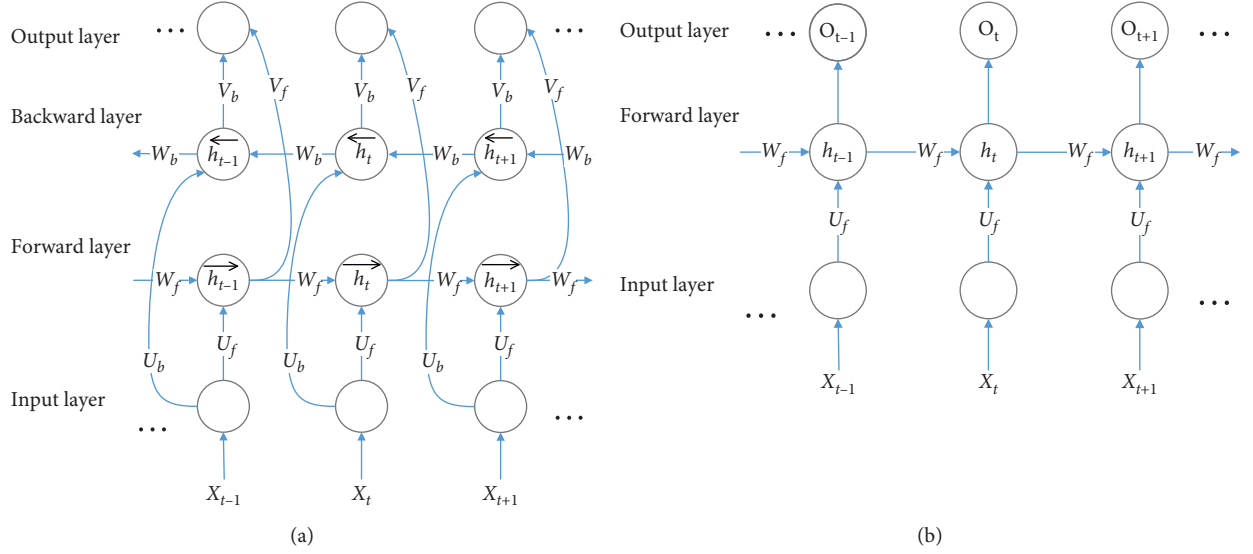 Output layer ... ...
V_b V_f V_b V_f V_b V_f
Backward layer
W_b h_{t–1} W_b h_t W_b h_{t+1} W_b
Forward layer
W_f h_{t–1} W_f h_t W_f h_{t+1} W_f
U_b U_f U_b U_f U_b U_f
Input layer
... ...
X_{t–1} X_t X_{t+1}
(a)
Output layer ... O_{t–1} O_t O_{t+1} ...
Forward layer
W_f h_{t–1} W_f h_t W_f h_{t+1} W_f
U_f U_f U_f
Input layer
... ...
X_{t–1} X_t X_{t+1}
(b)